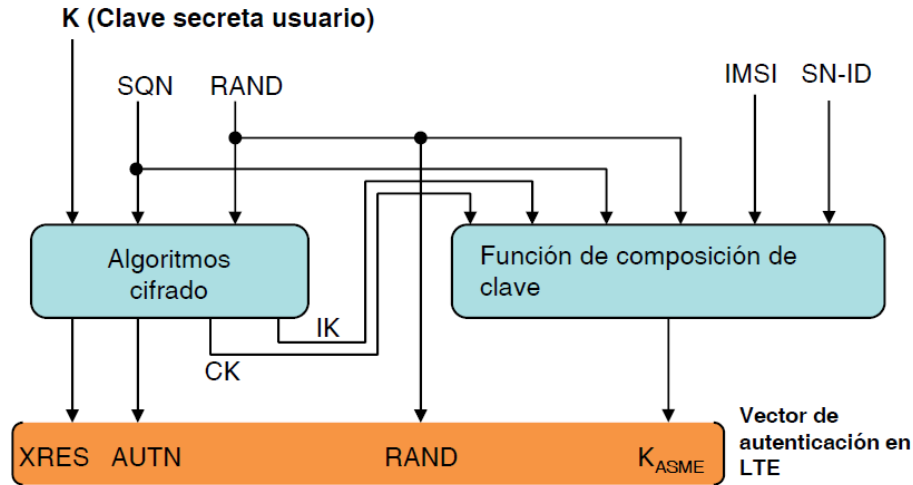 K (Clave secreta usuario)
SQN RAND
IMSI SN-ID
Algoritmos
cifrado
Función de composición de
clave
IK
CK
XRES AUTN RAND K_ASME
Vector de
autenticación en
LTE